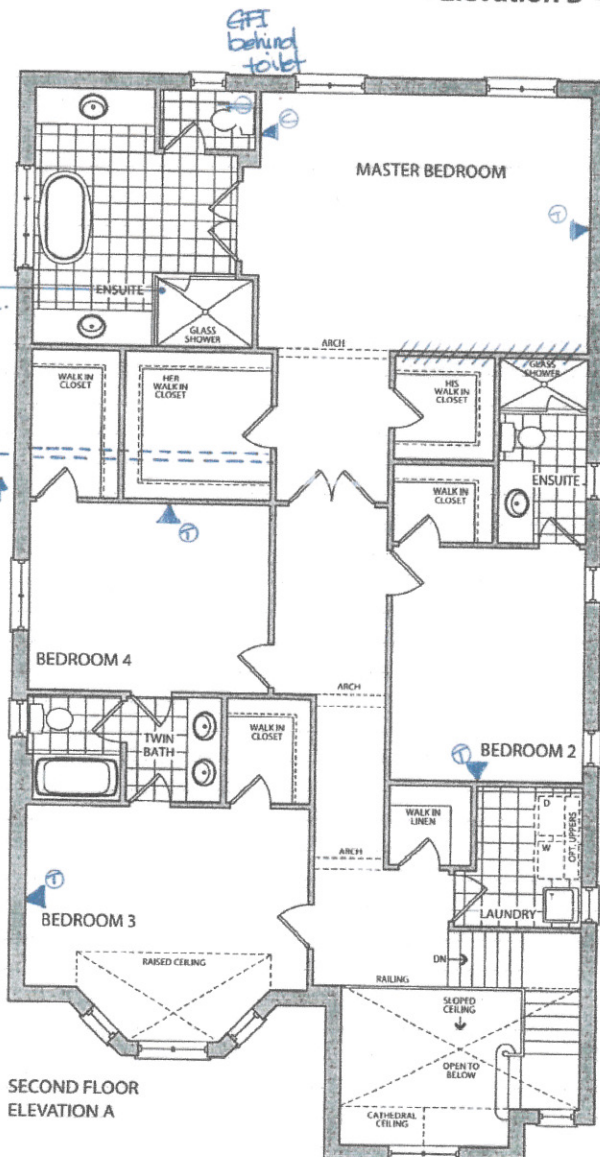 GFI
behind
toilet
C
MASTER BEDROOM
T
ENSUITE
GLASS
SHOWER
ARCH
WALK IN
CLOSET
HER
WALK IN
CLOSET
HIS
WALK IN
CLOSET
GLASS
SHOWER
WALK IN
CLOSET
ENSUITE
T
BEDROOM 4
ARCH
TWIN
BATH
WALK IN
CLOSET
T
BEDROOM 2
WALK IN
LINEN
D
W
OPT. UPPERS
ARCH
T
BEDROOM 3
LAUNDRY
RAISED CEILING
DN
RAILING
SLOPED
CEILING
OPEN TO
BELOW
CATHEDRAL
CEILING
SECOND FLOOR
ELEVATION A